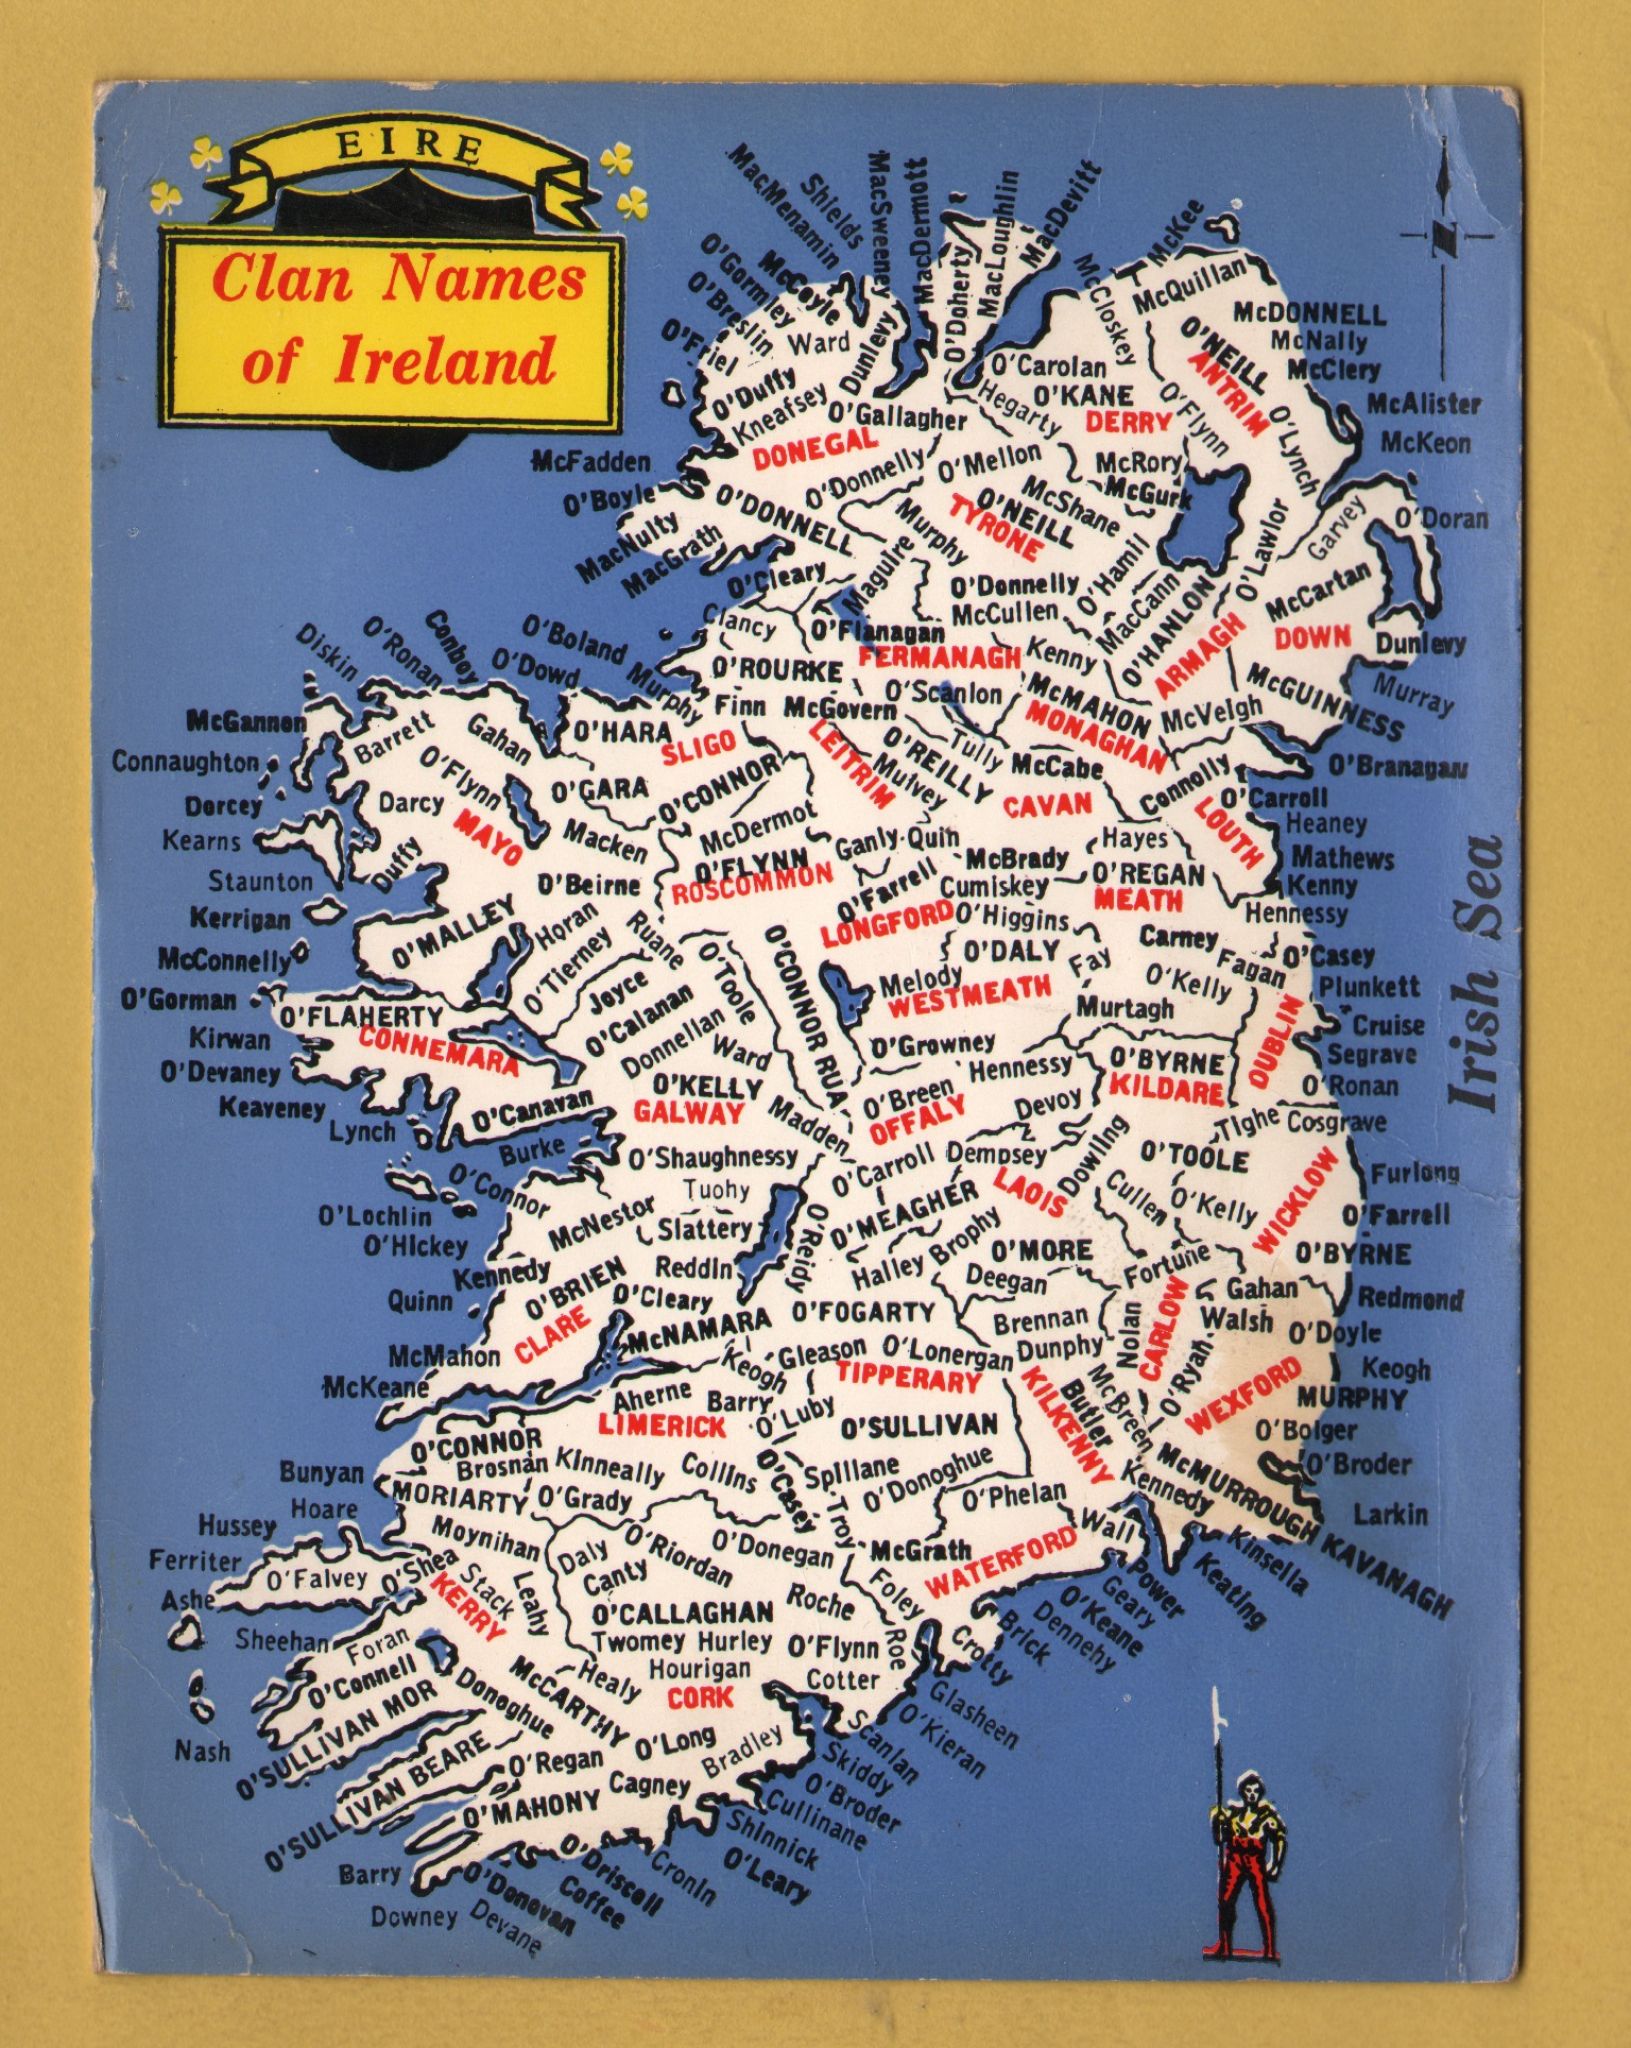 EIRE
Clan Names
of Ireland
N
Irish Sea
MacMenamin
Shields
MacSweeney
MacDermott
O'Doherty
MacLoughlin
MacDevitt
McKee
McCloskey
McQuillan
O'Gormley
McCoyle
O'Breslin
O'Friel
Ward
Dunlevy
O'Duffy
Kneafsey
O'Gallagher
DONEGAL
McFadden
O'Boyle
O'DONNELL
O'Donnelly
MacNulty
MacGrath
O'Cleary
O'Carolan
O'KANE
DERRY
Hegarty
O'Flynn
McDONNELL
McNally
McClery
McAlister
McKeon
O'NEILL
ANTRIM
O'Lynch
O'Mellon
McRory
McGurk
McShane
O'NEILL
TYRONE
Murphy
Maguire
O'Donnelly
McCullen
O'Hamil
MacCann
O'HANLON
O'Lawlor
Garvey
O'Doran
McCartan
DOWN
Dunlevy
Murray
McGUINNESS
ARMAGH
O'Branagan
Clancy
O'Flanagan
FERMANAGH
Kenny
O'ROURKE
O'Scanlon
McMAHON
MONAGHAN
McVelgh
Diskin
O'Ronan
Conboy
O'Boland
O'Dowd
Murphy
Finn
McGovern
LEITRIM
O'HARA
SLIGO
O'REILLY
Tully
McCabe
Mulvey
CAVAN
Connolly
O'Carroll
LOUTH
Heaney
Mathews
Kenny
Hennessy
McGannon
Connaughton
Dorcey
Kearns
Staunton
Kerrigan
McConnelly
O'Gorman
Kirwan
O'Devaney
Keaveney
Lynch
Barrett
Gahan
O'Flynn
Darcy
MAYO
Macken
Duffy
O'GARA
O'CONNOR
McDermot
O'FLYNN
ROSCOMMON
Ganly
Quin
O'Beirne
O'MALLEY
Horan
O'Tierney
Ruane
O'Toole
O'CONNOR RUA
O'Farrell
LONGFORD
McBrady
Cumiskey
O'Higgins
Hayes
O'REGAN
MEATH
O'DALY
Fay
Carney
Fagan
O'Kelly
O'Casey
Plunkett
Cruise
Segrave
O'Ronan
Melody
WESTMEATH
Murtagh
DUBLIN
O'FLAHERTY
CONNEMARA
Joyce
O'Calanan
Donnellan
Ward
O'KELLY
GALWAY
Madden
O'Canavan
Burke
O'Growney
Hennessy
O'BYRNE
KILDARE
O'Breen
OFFALY
Devoy
Tighe
Cosgrave
O'Shaughnessy
Tuohy
O'Carroll
Dempsey
Dowling
O'TOOLE
LAOIS
Cullen
O'Kelly
WICKLOW
Furlong
O'Farrell
O'BYRNE
O'Connor
McNestor
Slattery
O'Lochlin
O'Hickey
Kennedy
Quinn
O'BRIEN
Reddin
O'Cleary
CLARE
McNAMARA
McMahon
McKeane
O'Reidy
O'MEAGHER
Halley
Brophy
O'MORE
Deegan
Fortune
Gahan
Redmond
Walsh
O'Doyle
Keogh
MURPHY
O'Bolger
O'Broder
Larkin
O'FOGARTY
Brennan
Nolan
CARLOW
O'Ryan
WEXFORD
Keogh
Gleason
O'Lonergan
Dunphy
TIPPERARY
KILKENNY
Butler
McBreen
McMURROUGH KAVANAGH
Aherne
Barry
O'Luby
LIMERICK
O'SULLIVAN
O'CONNOR
Brosnan
Kinneally
Collins
O'Casey
Spillane
O'Donoghue
Kennedy
Kinsella
Keating
MORIARTY
O'Grady
Troy
O'Phelan
Wall
Power
Geary
O'Keane
Dennehy
Brick
Crotty
Bunyan
Hoare
Hussey
Ferriter
Ashe
O'Falvey
O'Shea
KERRY
Stack
Moynihan
Leahy
Daly
Canty
O'Riordan
O'Donegan
McGrath
WATERFORD
Foley
Roche
Roe
O'CALLAGHAN
Twomey
Hurley
O'Flynn
Hourigan
Cotter
Healy
CORK
Sheehan
Foran
O'Connell
O'SULLIVAN MOR
Donoghue
McCARTHY
Nash
O'SULLIVAN BEARE
O'Regan
O'Long
Bradley
O'MAHONY
Cagney
Glasheen
O'Kieran
Scanlan
Skiddy
O'Broder
Cullinane
Shinnick
O'Leary
Cronin
O'Driscoll
Coffee
O'Donovan
Devane
Downey
Barry